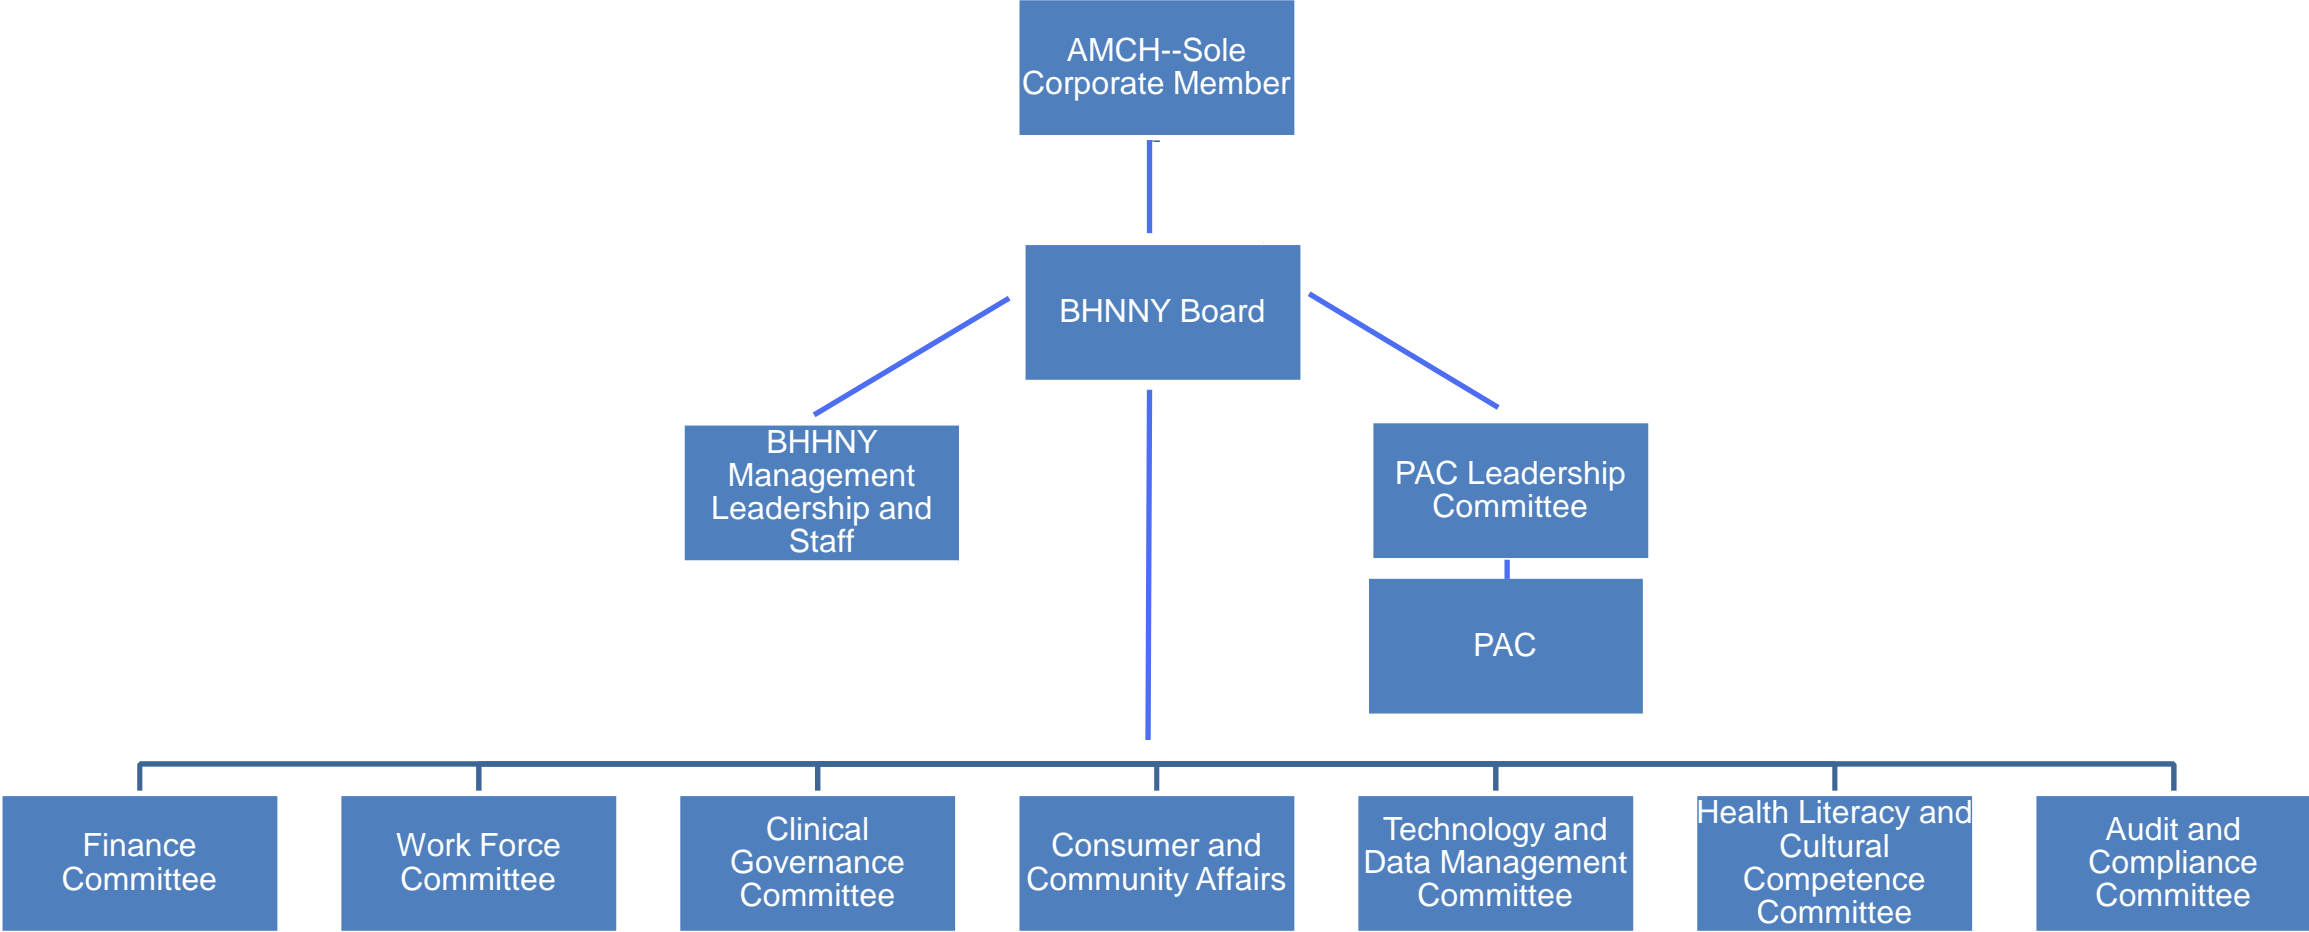 AMCH--Sole
Corporate Member
BHNNY Board
BHHNY
Management
Leadership and
Staff
PAC Leadership
Committee
PAC
Finance
Committee
Work Force
Committee
Clinical
Governance
Committee
Consumer and
Community Affairs
Technology and
Data Management
Committee
Health Literacy and
Cultural
Competence
Committee
Audit and
Compliance
Committee